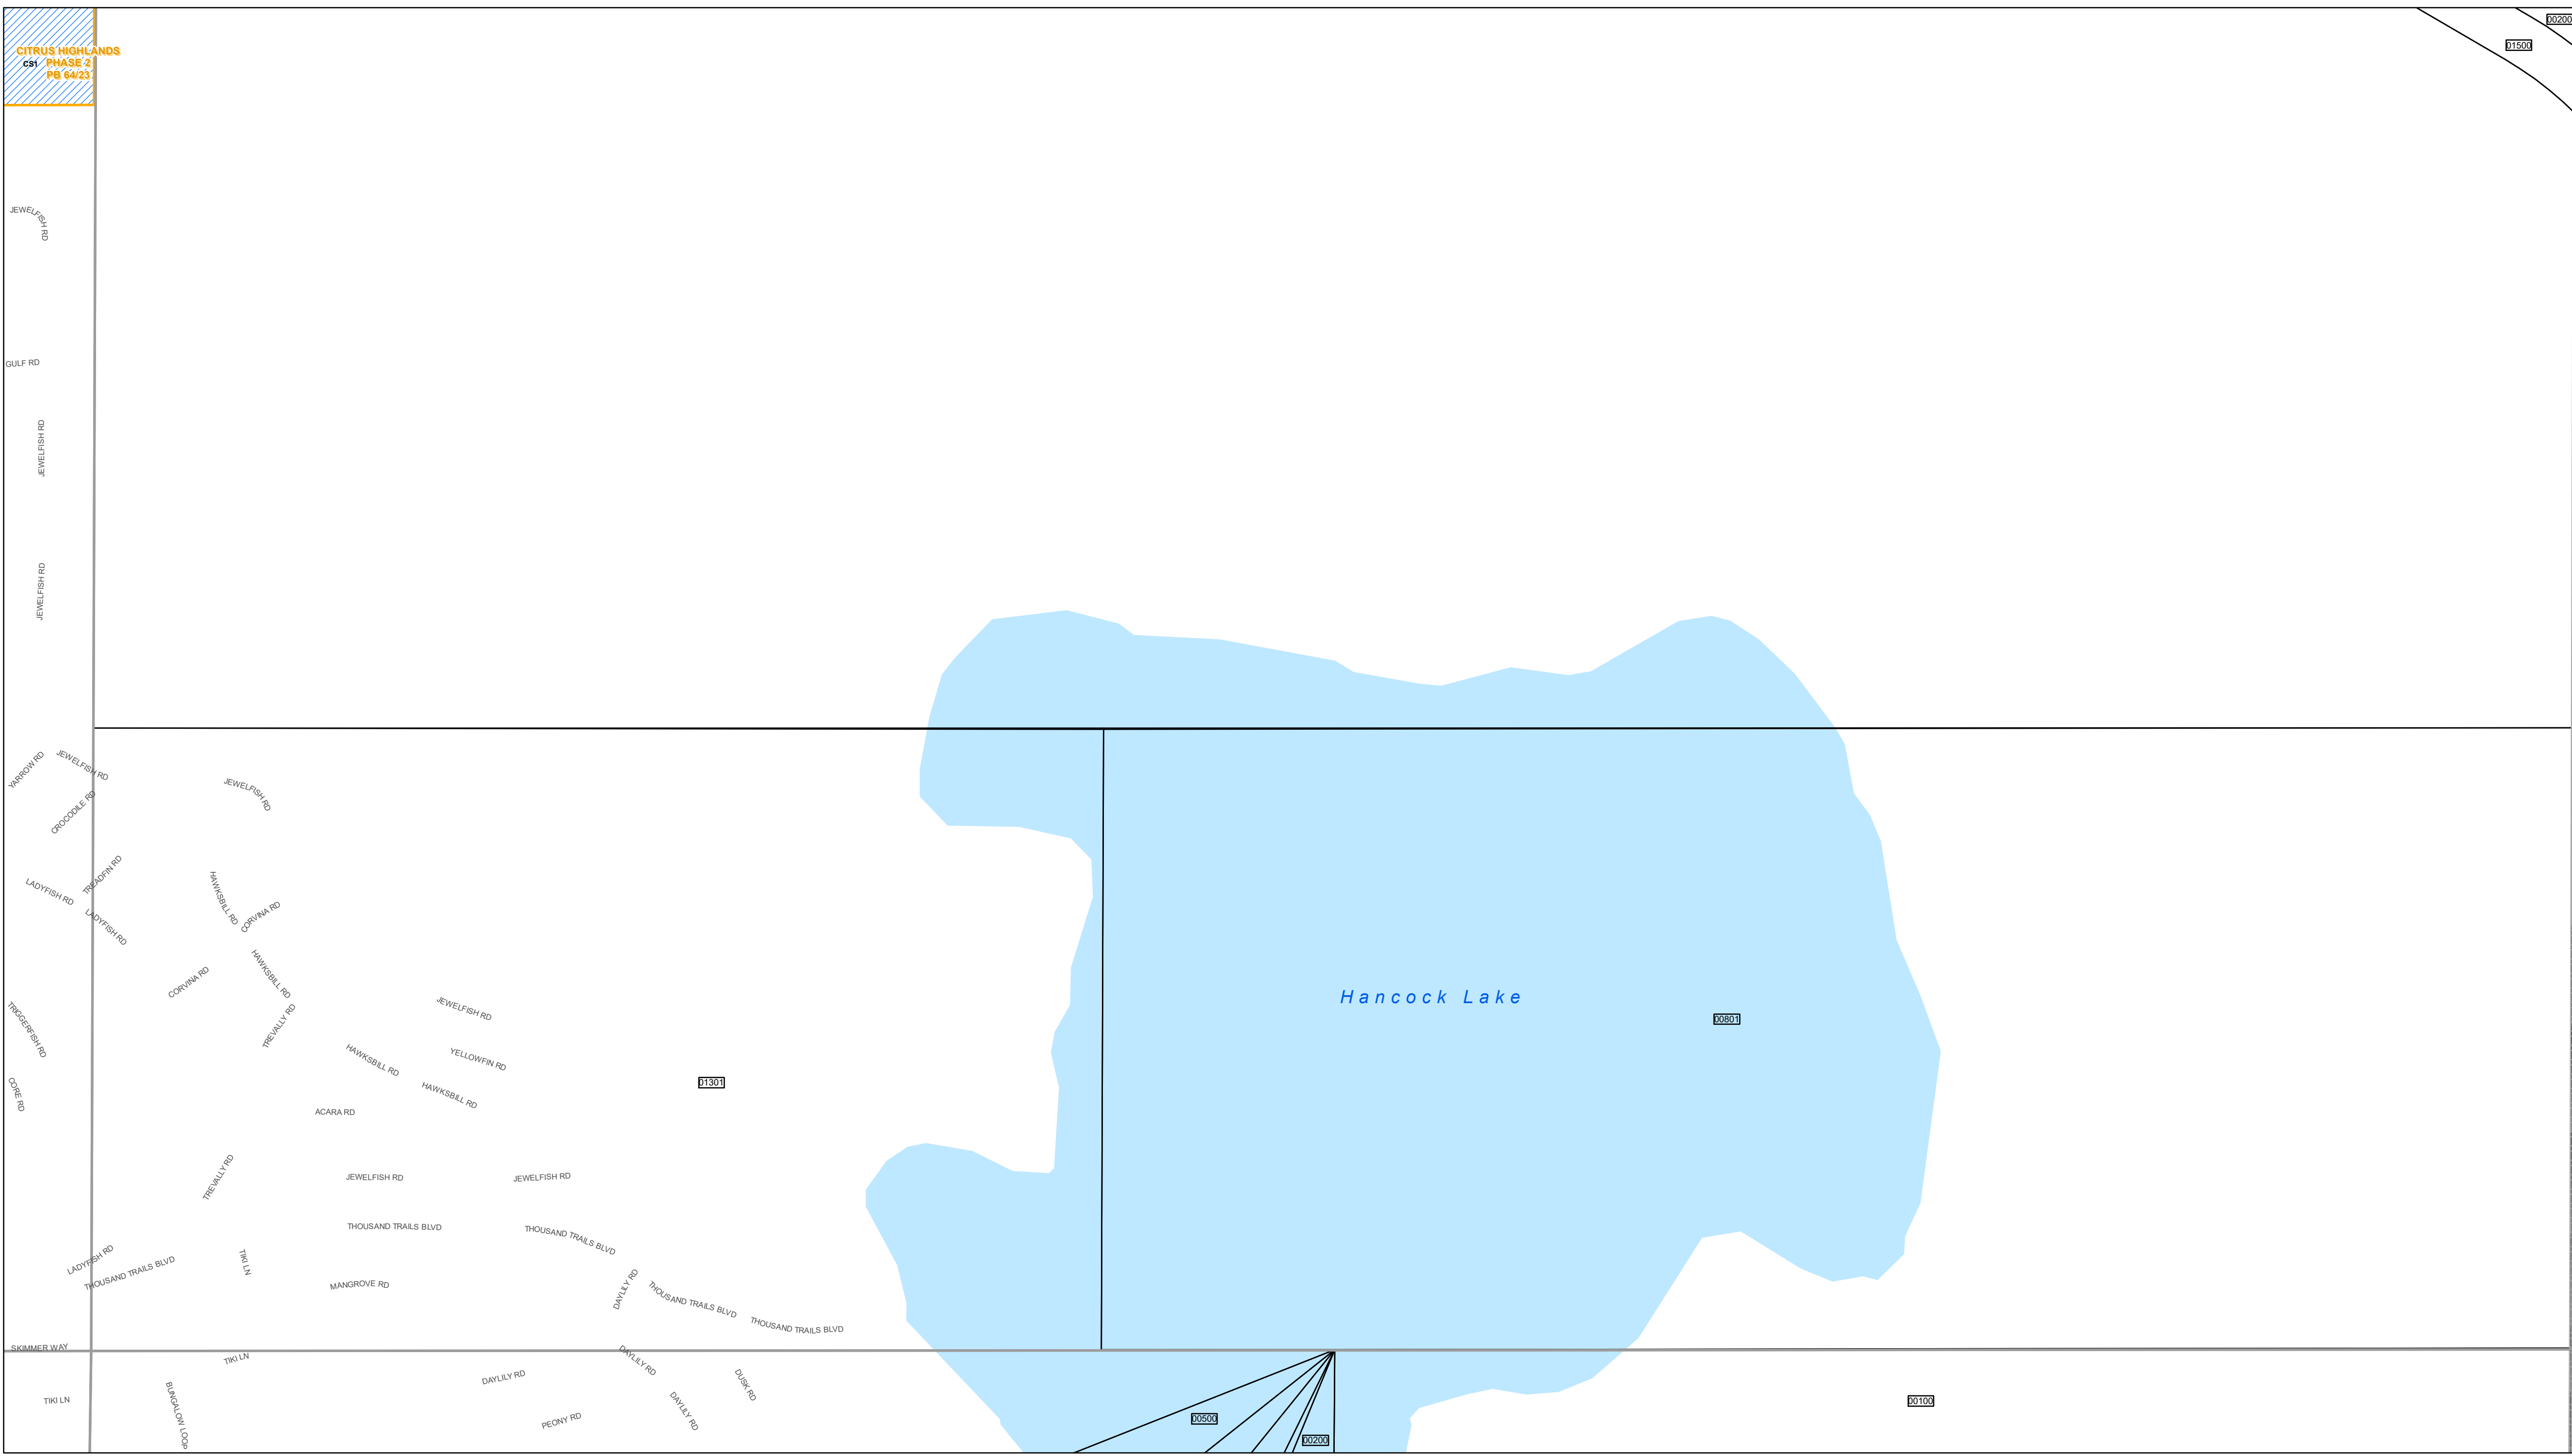 00200
01500
CITRUS HIGHLANDS
CS1 PHASE 2
PB 64/23
JEWELFISH RD
GULF RD
JEWELFISH RD
JEWELFISH RD
YARROW RD
JEWELFISH RD
JEWELFISH RD
CROCODILE RD
TREADFIN RD
LADYFISH RD
HAWKSBILL RD
CORVINA RD
LADYFISH RD
HAWKSBILL RD
CORVINA RD
Hancock Lake
JEWELFISH RD
TRIGGERFISH RD
TREVALLY RD
00801
HAWKSBILL RD
YELLOWFIN RD
01301
CORE RD
HAWKSBILL RD
ACARA RD
TREVALLY RD
JEWELFISH RD
JEWELFISH RD
THOUSAND TRAILS BLVD
THOUSAND TRAILS BLVD
LADYFISH RD
THOUSAND TRAILS BLVD
TIKI LN
MANGROVE RD
DAYLILY RD
THOUSAND TRAILS BLVD
THOUSAND TRAILS BLVD
SKIMMER WAY
TIKI LN
DAYLILY RD
DAYLILY RD
DUSK RD
TIKI LN
BUNGALOW LOOP
00100
DAYLILY RD
PEONY RD
00500
00200